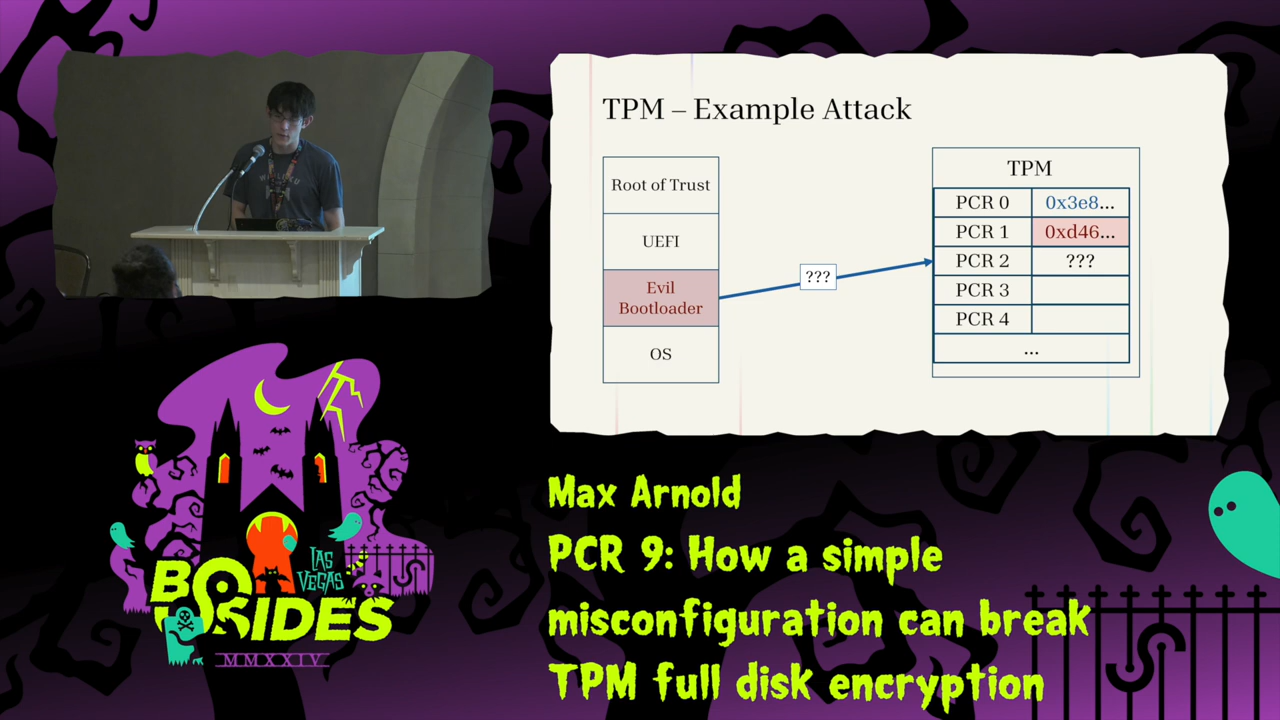 TPM – Example Attack
Root of Trust
UEFI
Evil
Bootloader
OS
???
TPM
PCR 0
0x3e8...
PCR 1
0xd46...
PCR 2
???
PCR 3
PCR 4
...
LAS
VEGAS
BSIDES
MMXXIV
Max Arnold
PCR 9: How a simple
misconfiguration can break
TPM full disk encryption